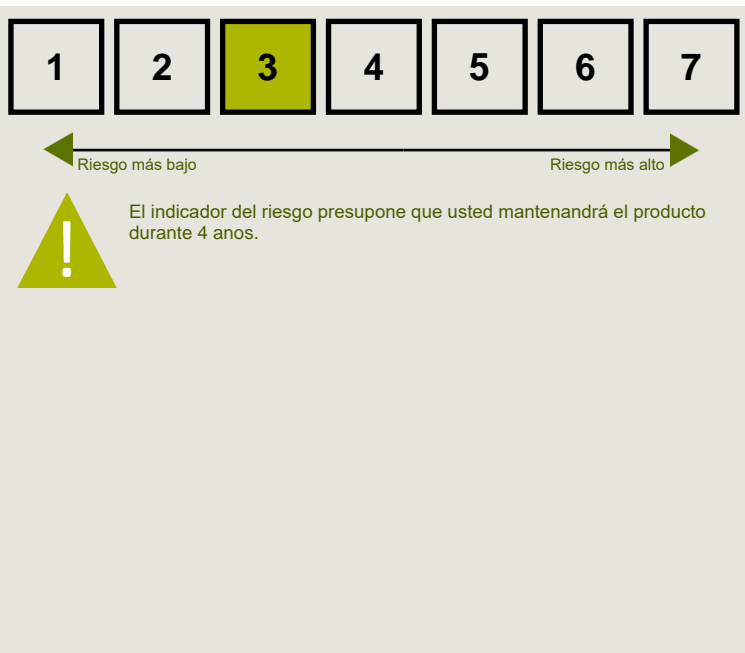 1 2 3 4 5 6 7
Riesgo más bajo Riesgo más alto
El indicador del riesgo presupone que usted mantenandrá el producto
durante 4 anos.
!